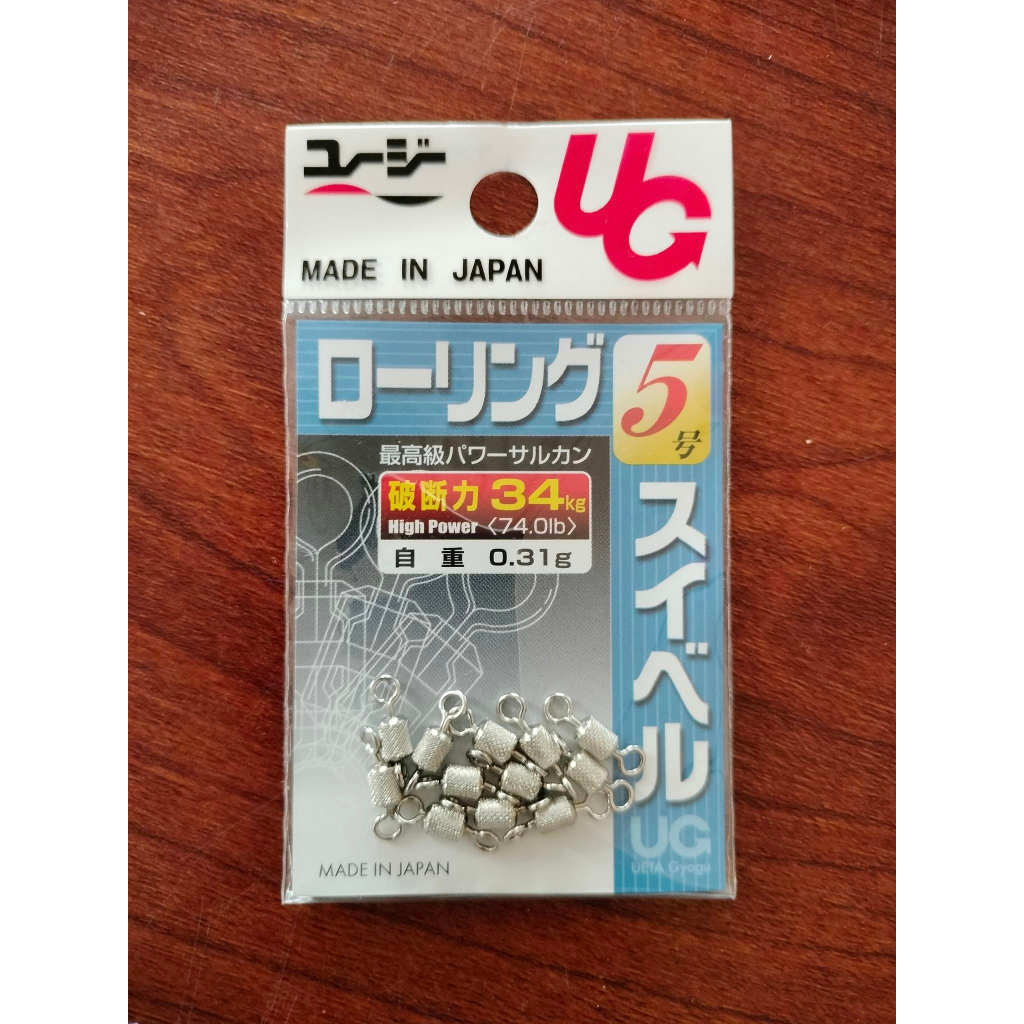 ユージー
UG
MADE IN JAPAN
ローリング
5号
スイベル
最高級パワーサルカン
破断力 34kg
High Power 〈74.0lb〉
自重 0.31g
UG
UETA Gyogu
MADE IN JAPAN